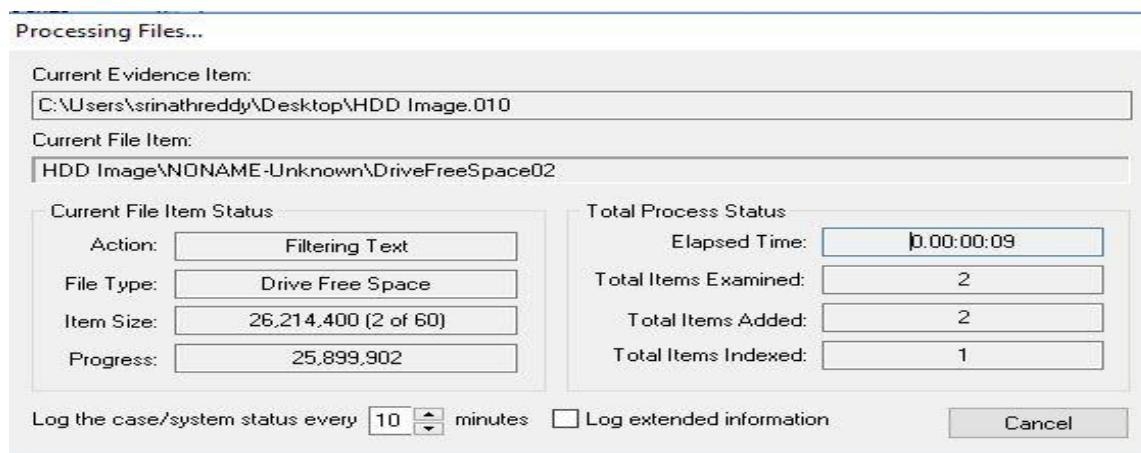 Processing Files...
Current Evidence Item:
C:\Users\srinathreddy\Desktop\HDD Image.010
Current File Item:
HDD Image\NONAME-Unknown\DriveFreeSpace02
Current File Item Status
Action: Filtering Text
File Type: Drive Free Space
Item Size: 26,214,400 (2 of 60)
Progress: 25,899,902
Total Process Status
Elapsed Time: 0.00:00:09
Total Items Examined: 2
Total Items Added: 2
Total Items Indexed: 1
Log the case/system status every 10 minutes Log extended information
Cancel